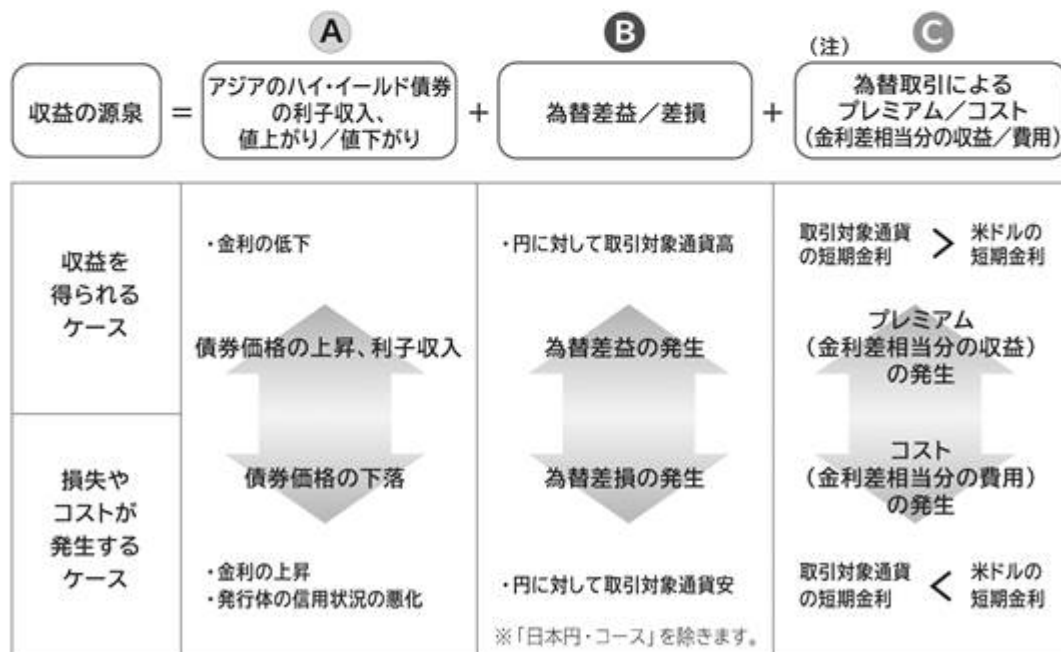 A
B
(注)
C
収益の源泉
=
アジアのハイ・イールド債券
の利子収入、
値上がり/値下がり
+
為替差益/差損
+
為替取引による
プレミアム/コスト
(金利差相当分の収益/費用)
収益を
得られる
ケース
・金利の低下
債券価格の上昇、利子収入
・円に対して取引対象通貨高
為替差益の発生
取引対象通貨
の短期金利
>
米ドルの
短期金利
プレミアム
(金利差相当分の収益)
の発生
損失や
コストが
発生する
ケース
債券価格の下落
・金利の上昇
・発行体の信用状況の悪化
為替差損の発生
・円に対して取引対象通貨安
※「日本円・コース」を除きます。
コスト
(金利差相当分の費用)
の発生
取引対象通貨
の短期金利
<
米ドルの
短期金利